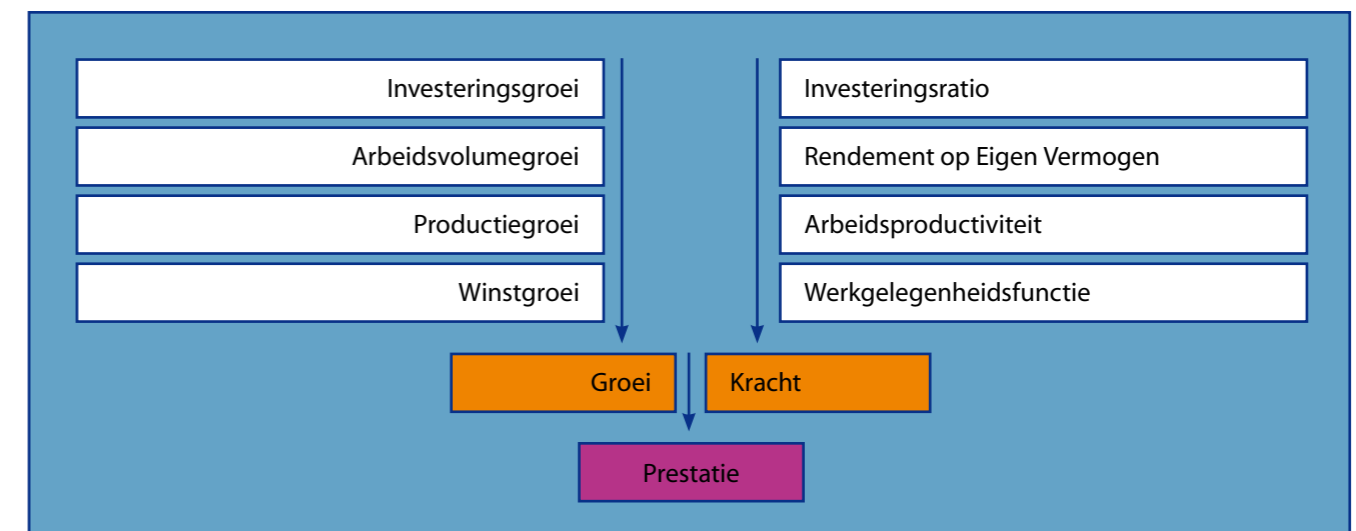 Investeringsgroei
Arbeidsvolumegroei
Productiegroei
Winstgroei
Investeringsratio
Rendement op Eigen Vermogen
Arbeidsproductiviteit
Werkgelegenheidsfunctie
Groei
Kracht
Prestatie